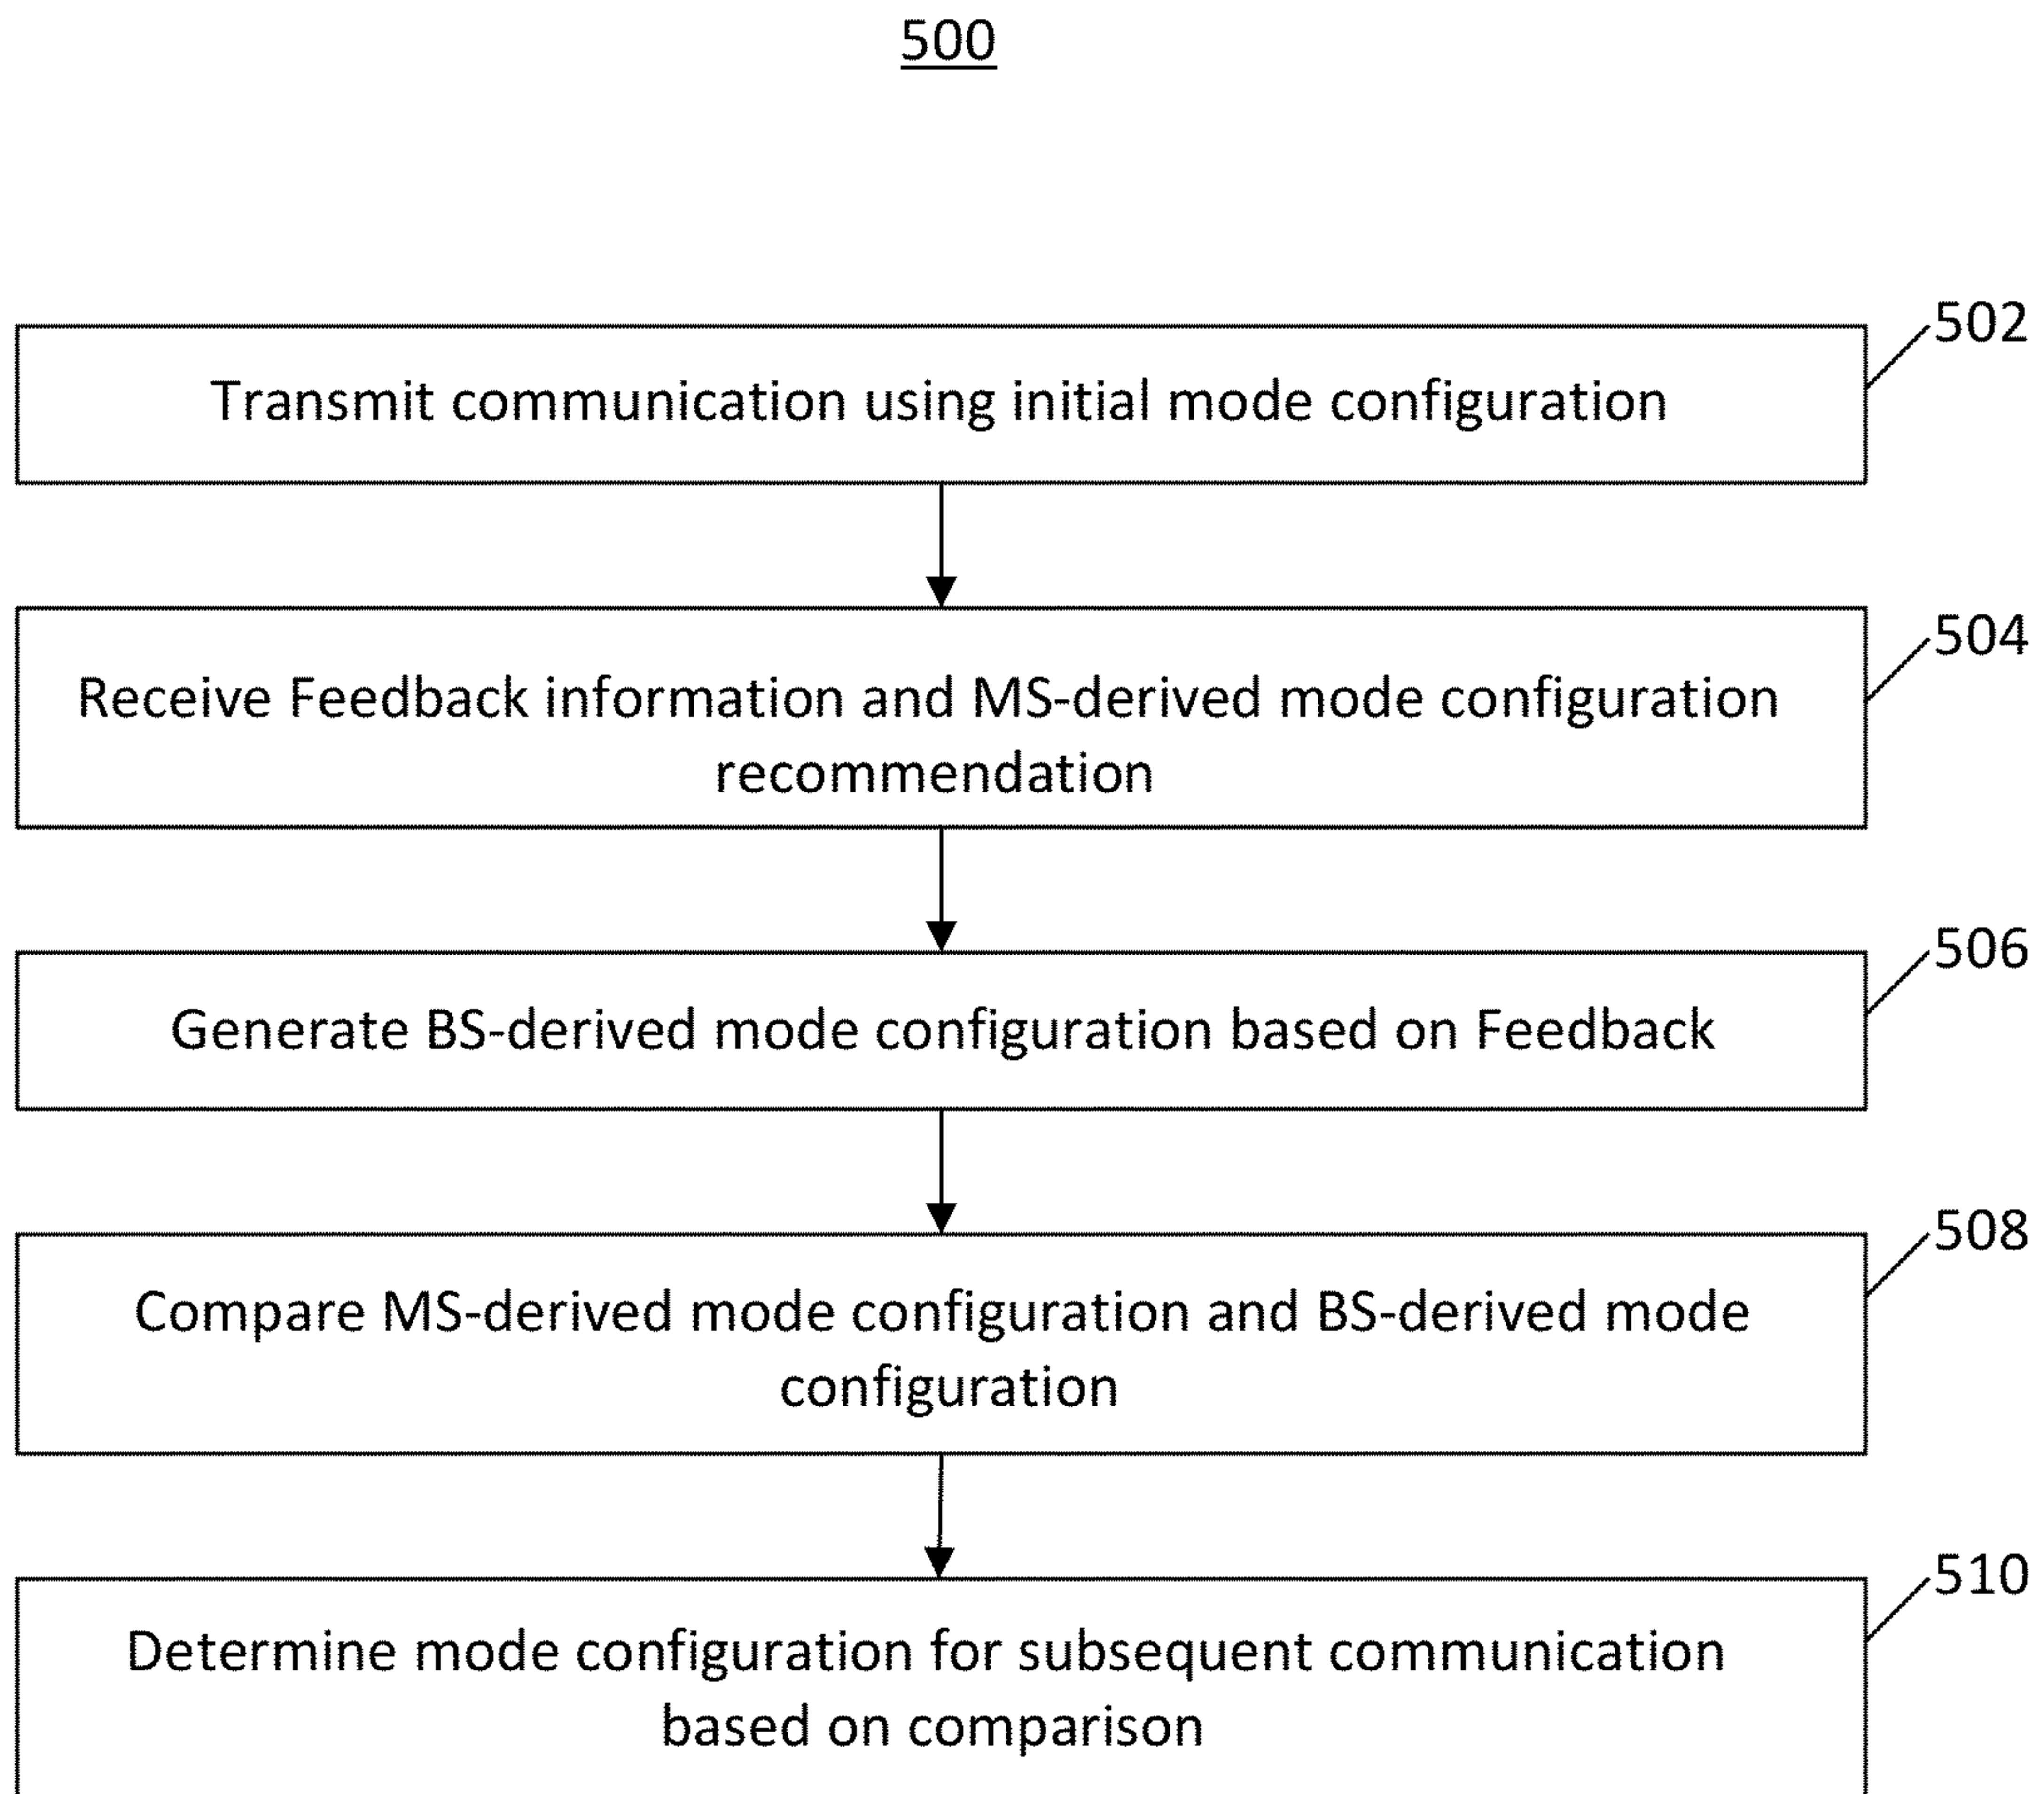 500
502
Transmit communication using initial mode configuration
504
Receive Feedback information and MS-derived mode configuration
recommendation
506
Generate BS-derived mode configuration based on Feedback
508
Compare MS-derived mode configuration and BS-derived mode
configuration
510
Determine mode configuration for subsequent communication
based on comparison